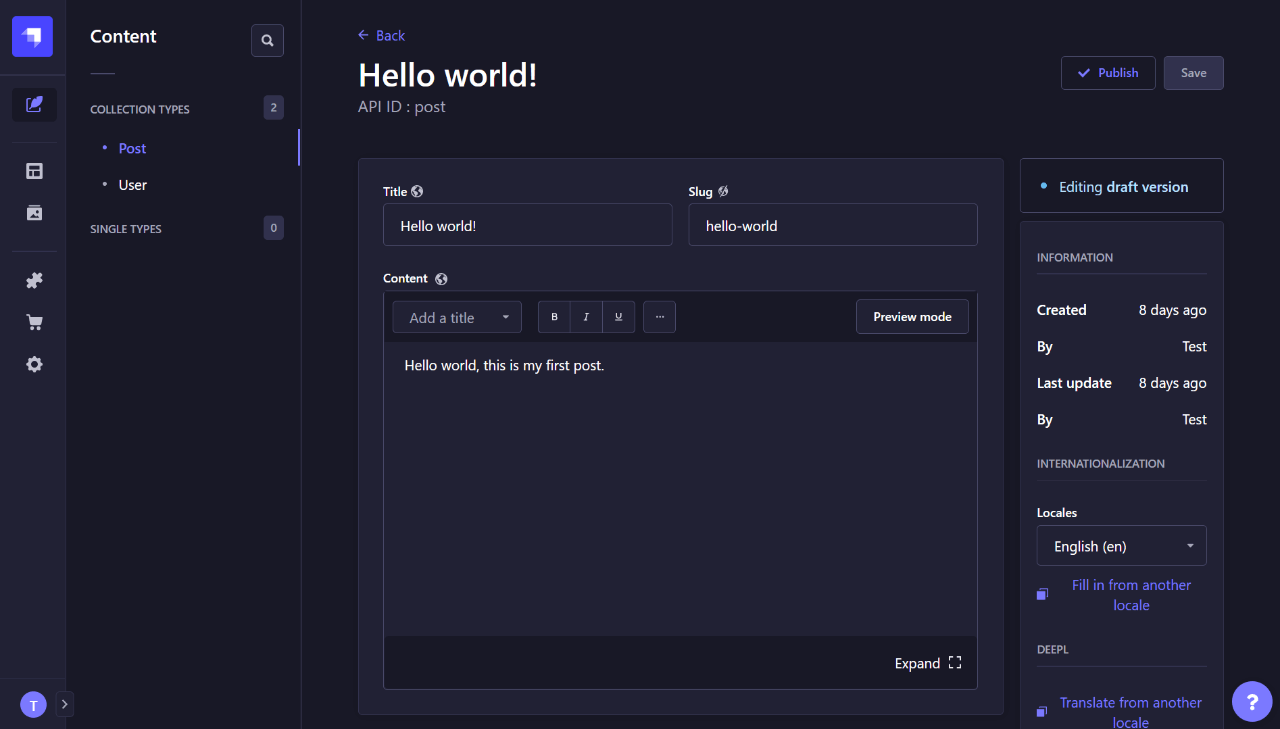 Content
COLLECTION TYPES 2
Post
User
SINGLE TYPES 0
T
Back
Hello world!
API ID : post
Publish
Save
Title
Hello world!
Slug
hello-world
Content
Add a title
B I U ...
Preview mode
Hello world, this is my first post.
Expand
Editing draft version
INFORMATION
Created 8 days ago
By Test
Last update 8 days ago
By Test
INTERNATIONALIZATION
Locales
English (en)
Fill in from another
locale
DEEPL
Translate from another
locale
?